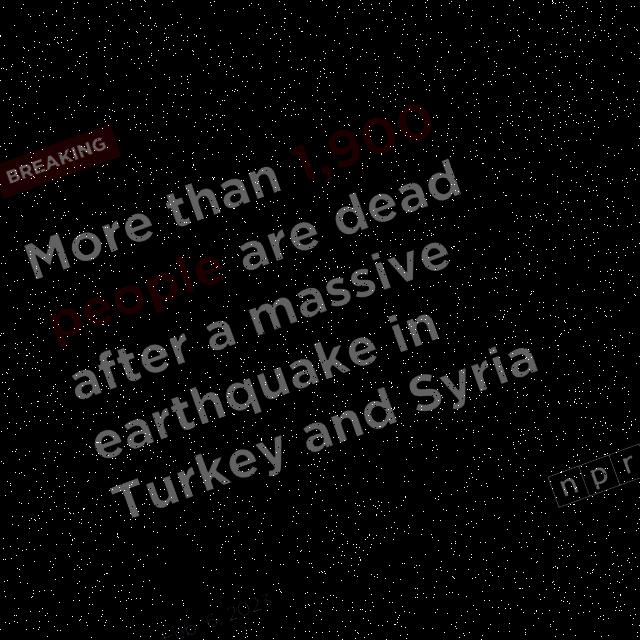 BREAKING
More than 1,900
people are dead
after a massive
earthquake in
Turkey and Syria
npr